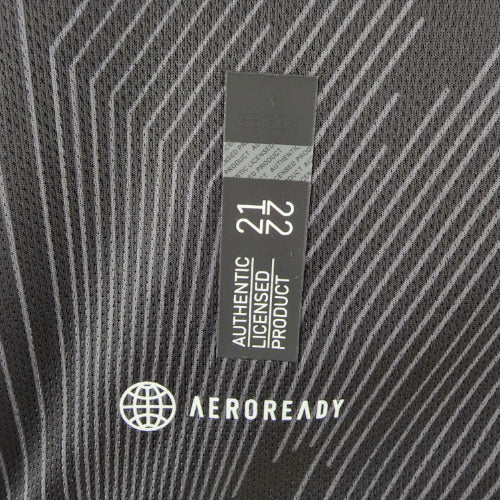 21
22
AUTHENTIC
LICENSED
PRODUCT
AEROREADY